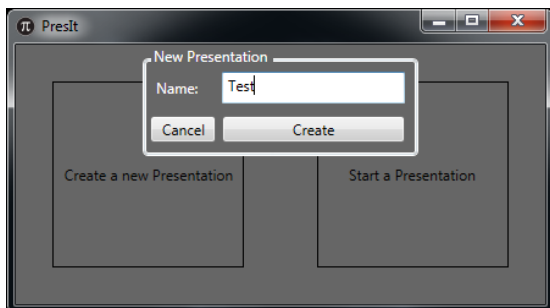 PresIt
New Presentation
Name: Test
Cancel Create
Create a new Presentation Start a Presentation